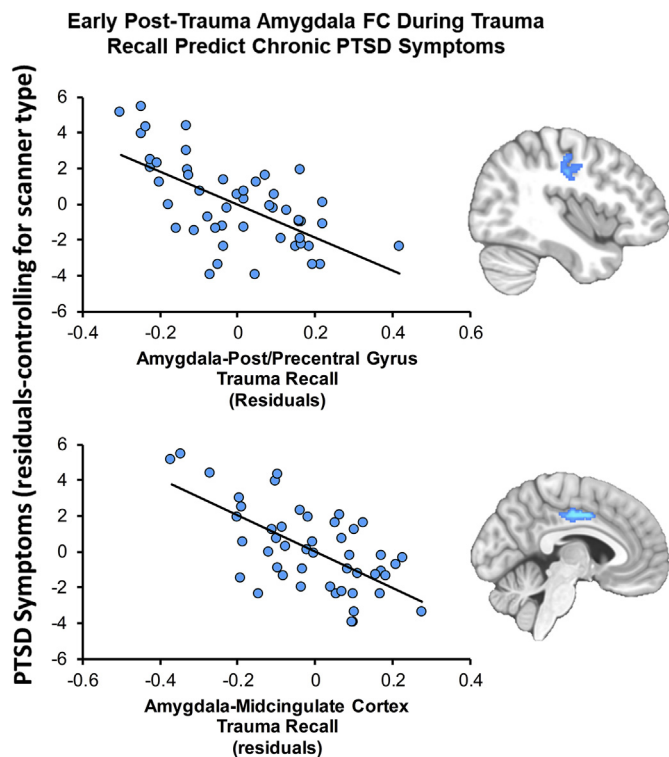 Early Post-Trauma Amygdala FC During Trauma
Recall Predict Chronic PTSD Symptoms
PTSD Symptoms (residuals-controlling for scanner type)
6
4
2
0
-2
-4
-6
-0.4
-0.2
0
0.2
0.4
0.6
Amygdala-Post/Precentral Gyrus
Trauma Recall
(Residuals)
6
4
2
0
-2
-4
-6
-0.6
-0.4
-0.2
0
0.2
0.4
Amygdala-Midcingulate Cortex
Trauma Recall
(residuals)